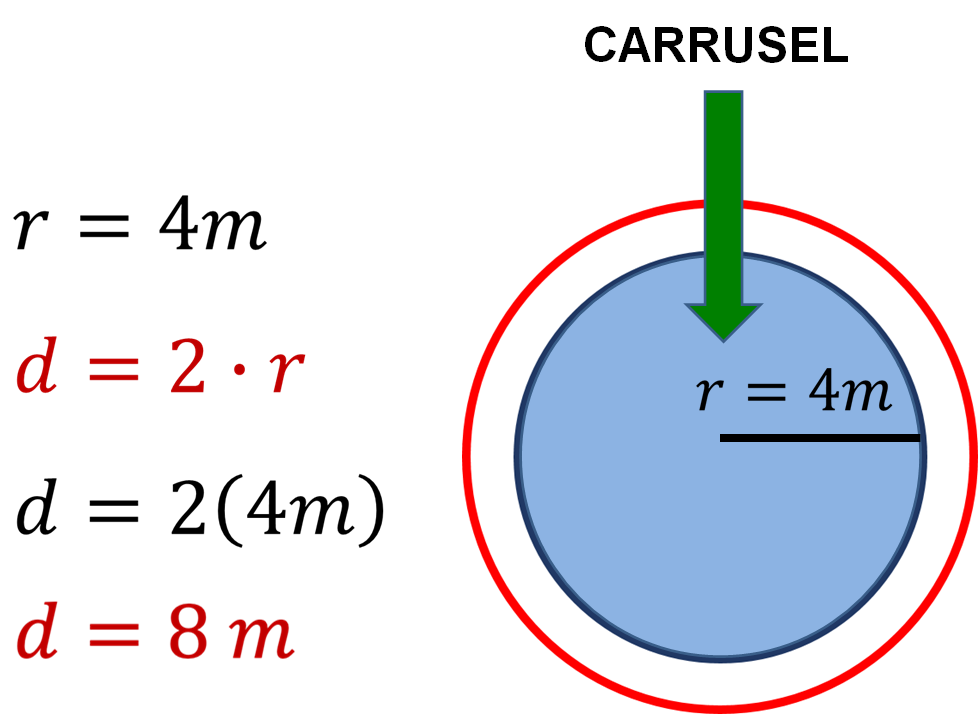 CARRUSEL
r = 4m
d = 2 · r
r = 4m
d = 2(4m)
d = 8 m